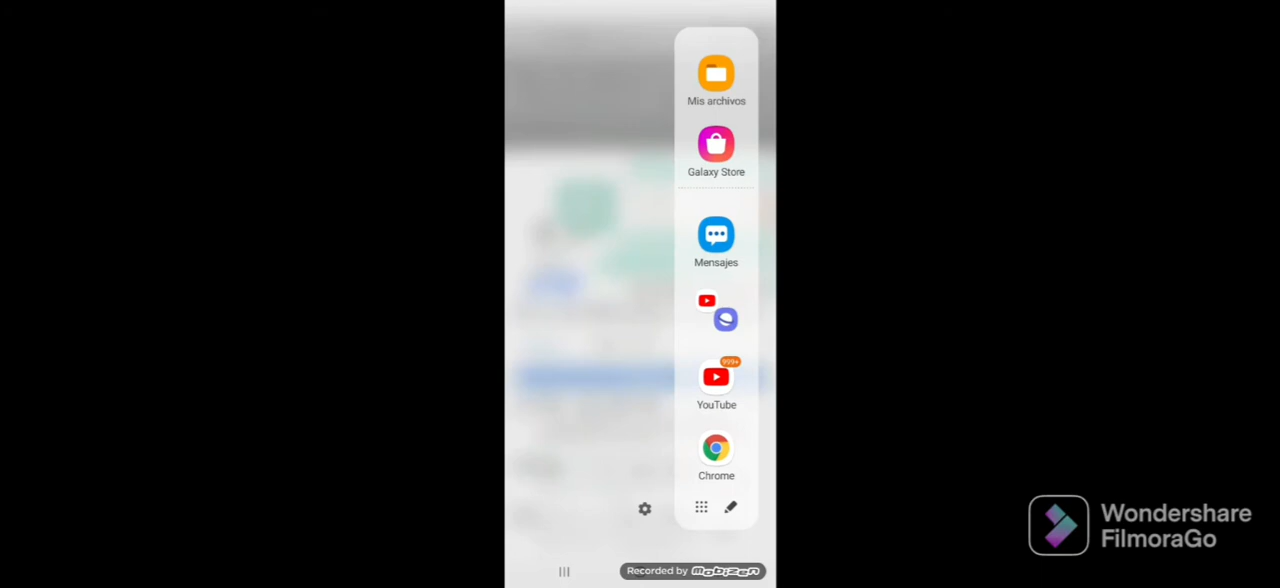 Mis archivos
Galaxy Store
Mensajes
999+
YouTube
Chrome
Recorded by mobizen
Wondershare
FilmoraGo